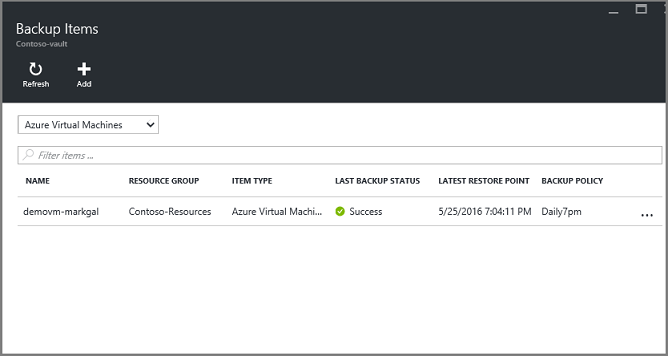 Backup Items
Contoso-vault
Refresh Add
Azure Virtual Machines
Filter items ...
NAME RESOURCE GROUP ITEM TYPE LAST BACKUP STATUS LATEST RESTORE POINT BACKUP POLICY
demovm-markgal Contoso-Resources Azure Virtual Machi... Success 5/25/2016 7:04:11 PM Daily7pm ...